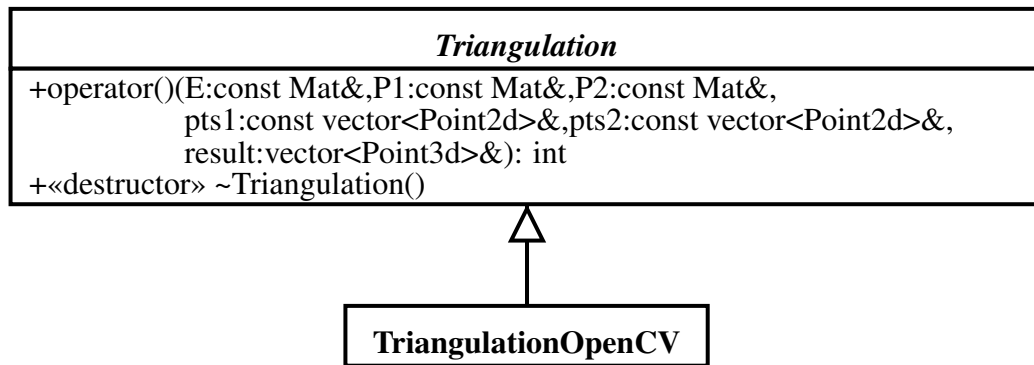 Triangulation
+operator()(E:const Mat&,P1:const Mat&,P2:const Mat&,
pts1:const vector<Point2d>&,pts2:const vector<Point2d>&,
result:vector<Point3d>&): int
+«destructor» ~Triangulation()
TriangulationOpenCV